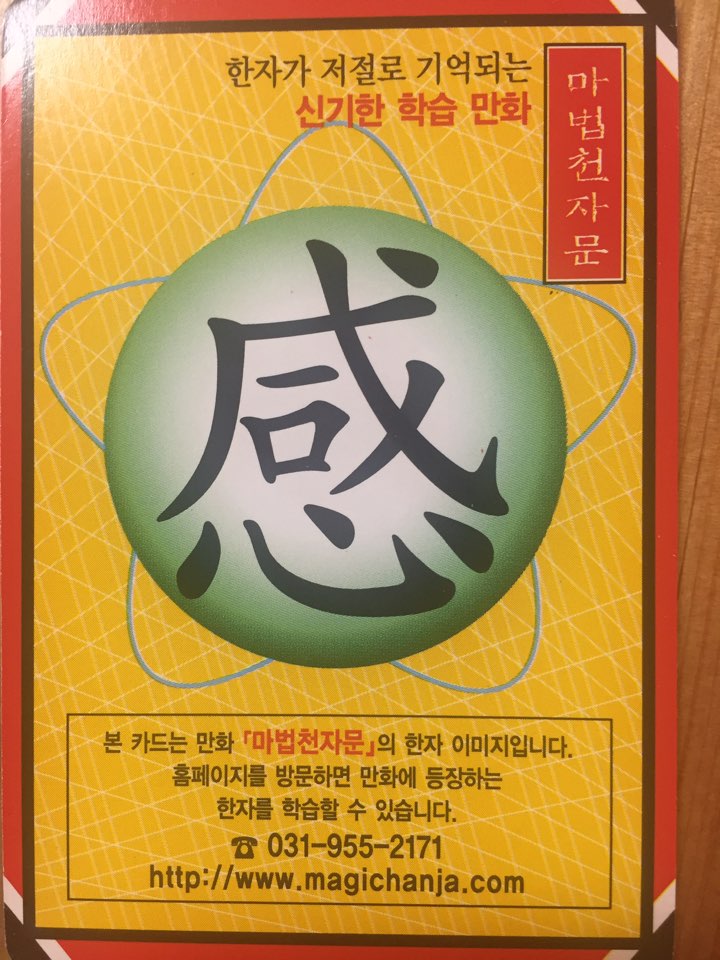 한자가 저절로 기억되는
신기한 학습 만화
마법천자문
感
본 카드는 만화 「마법천자문」의 한자 이미지입니다.
홈페이지를 방문하면 만화에 등장하는
한자를 학습할 수 있습니다.
☎ 031-955-2171
http://www.magichanja.com